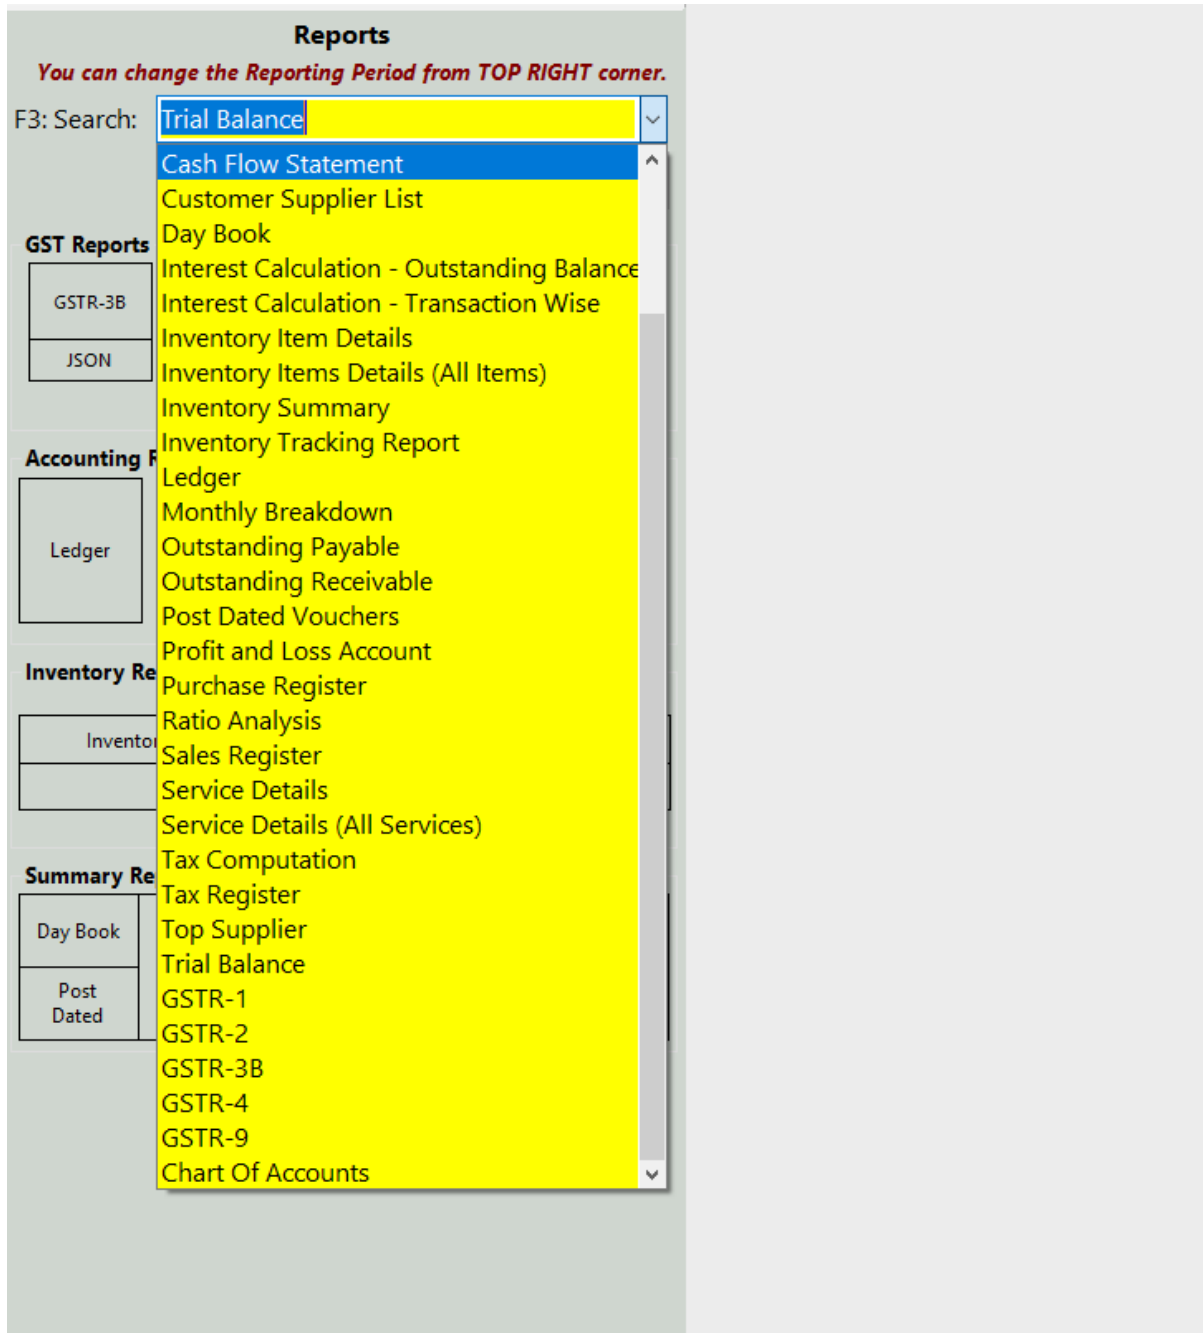 Reports
You can change the Reporting Period from TOP RIGHT corner.
F3: Search: Trial Balance
Cash Flow Statement
Customer Supplier List
Day Book
Interest Calculation - Outstanding Balance
Interest Calculation - Transaction Wise
Inventory Item Details
Inventory Items Details (All Items)
Inventory Summary
Inventory Tracking Report
Ledger
Monthly Breakdown
Outstanding Payable
Outstanding Receivable
Post Dated Vouchers
Profit and Loss Account
Purchase Register
Ratio Analysis
Sales Register
Service Details
Service Details (All Services)
Tax Computation
Tax Register
Top Supplier
Trial Balance
GSTR-1
GSTR-2
GSTR-3B
GSTR-4
GSTR-9
Chart Of Accounts
GST Reports
GSTR-3B
JSON
Accounting
Ledger
Inventory
Summary
Day Book
Post
Dated